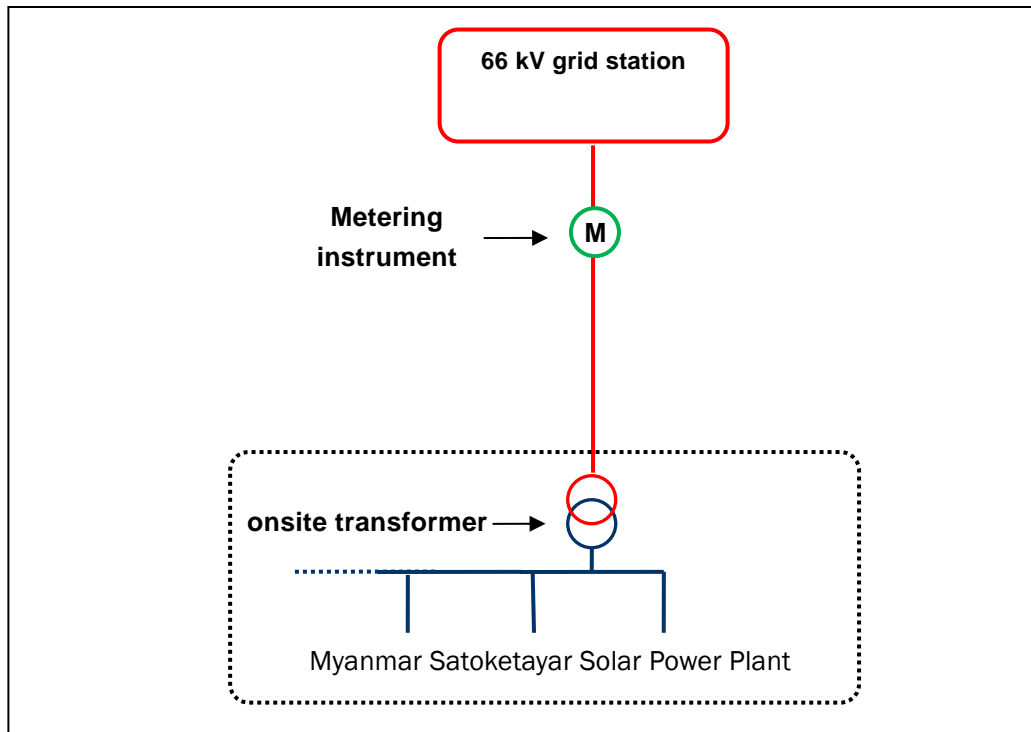 66 kV grid station
Metering
instrument
M
onsite transformer
Myanmar Satoketayar Solar Power Plant